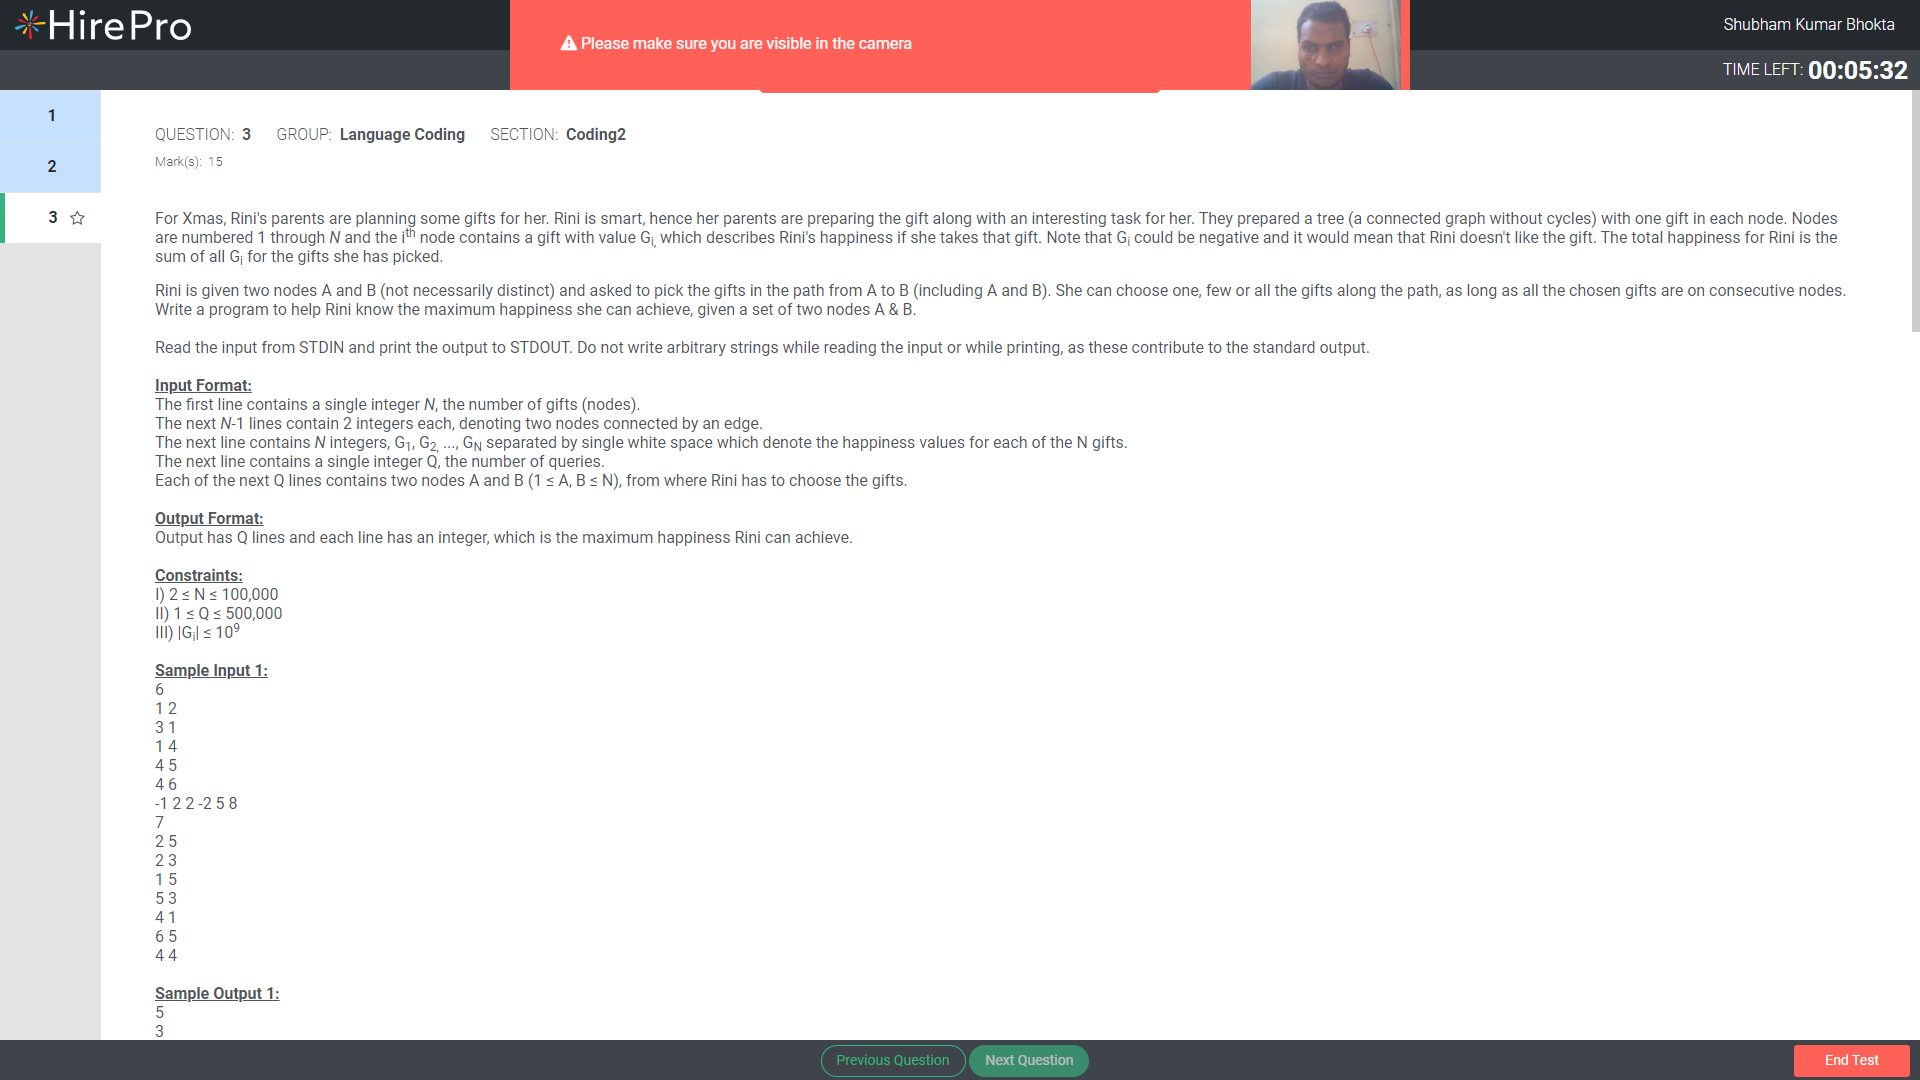 HirePro
Please make sure you are visible in the camera
Shubham Kumar Bhokta
TIME LEFT: 00:05:32
1
2
3
QUESTION: 3 GROUP: Language Coding SECTION: Coding2
Mark(s): 15
For Xmas, Rini's parents are planning some gifts for her. Rini is smart, hence her parents are preparing the gift along with an interesting task for her. They prepared a tree (a connected graph without cycles) with one gift in each node. Nodes
are numbered 1 through N and the ith node contains a gift with value Gi, which describes Rini's happiness if she takes that gift. Note that Gi could be negative and it would mean that Rini doesn't like the gift. The total happiness for Rini is the
sum of all Gi for the gifts she has picked.
Rini is given two nodes A and B (not necessarily distinct) and asked to pick the gifts in the path from A to B (including A and B). She can choose one, few or all the gifts along the path, as long as all the chosen gifts are on consecutive nodes.
Write a program to help Rini know the maximum happiness she can achieve, given a set of two nodes A & B.
Read the input from STDIN and print the output to STDOUT. Do not write arbitrary strings while reading the input or while printing, as these contribute to the standard output.
Input Format:
The first line contains a single integer N, the number of gifts (nodes).
The next N-1 lines contain 2 integers each, denoting two nodes connected by an edge.
The next line contains N integers, G1, G2, ..., GN separated by single white space which denote the happiness values for each of the N gifts.
The next line contains a single integer Q, the number of queries.
Each of the next Q lines contains two nodes A and B (1 ≤ A, B ≤ N), from where Rini has to choose the gifts.
Output Format:
Output has Q lines and each line has an integer, which is the maximum happiness Rini can achieve.
Constraints:
I) 2 ≤ N ≤ 100,000
II) 1 ≤ Q ≤ 500,000
III) |Gi| ≤ 10⁹
Sample Input 1:
6
1 2
3 1
1 4
4 5
4 6
-1 2 2 -2 5 8
7
2 5
2 3
1 5
5 3
4 1
6 5
4 4
Sample Output 1:
5
3
Previous Question
Next Question
End Test